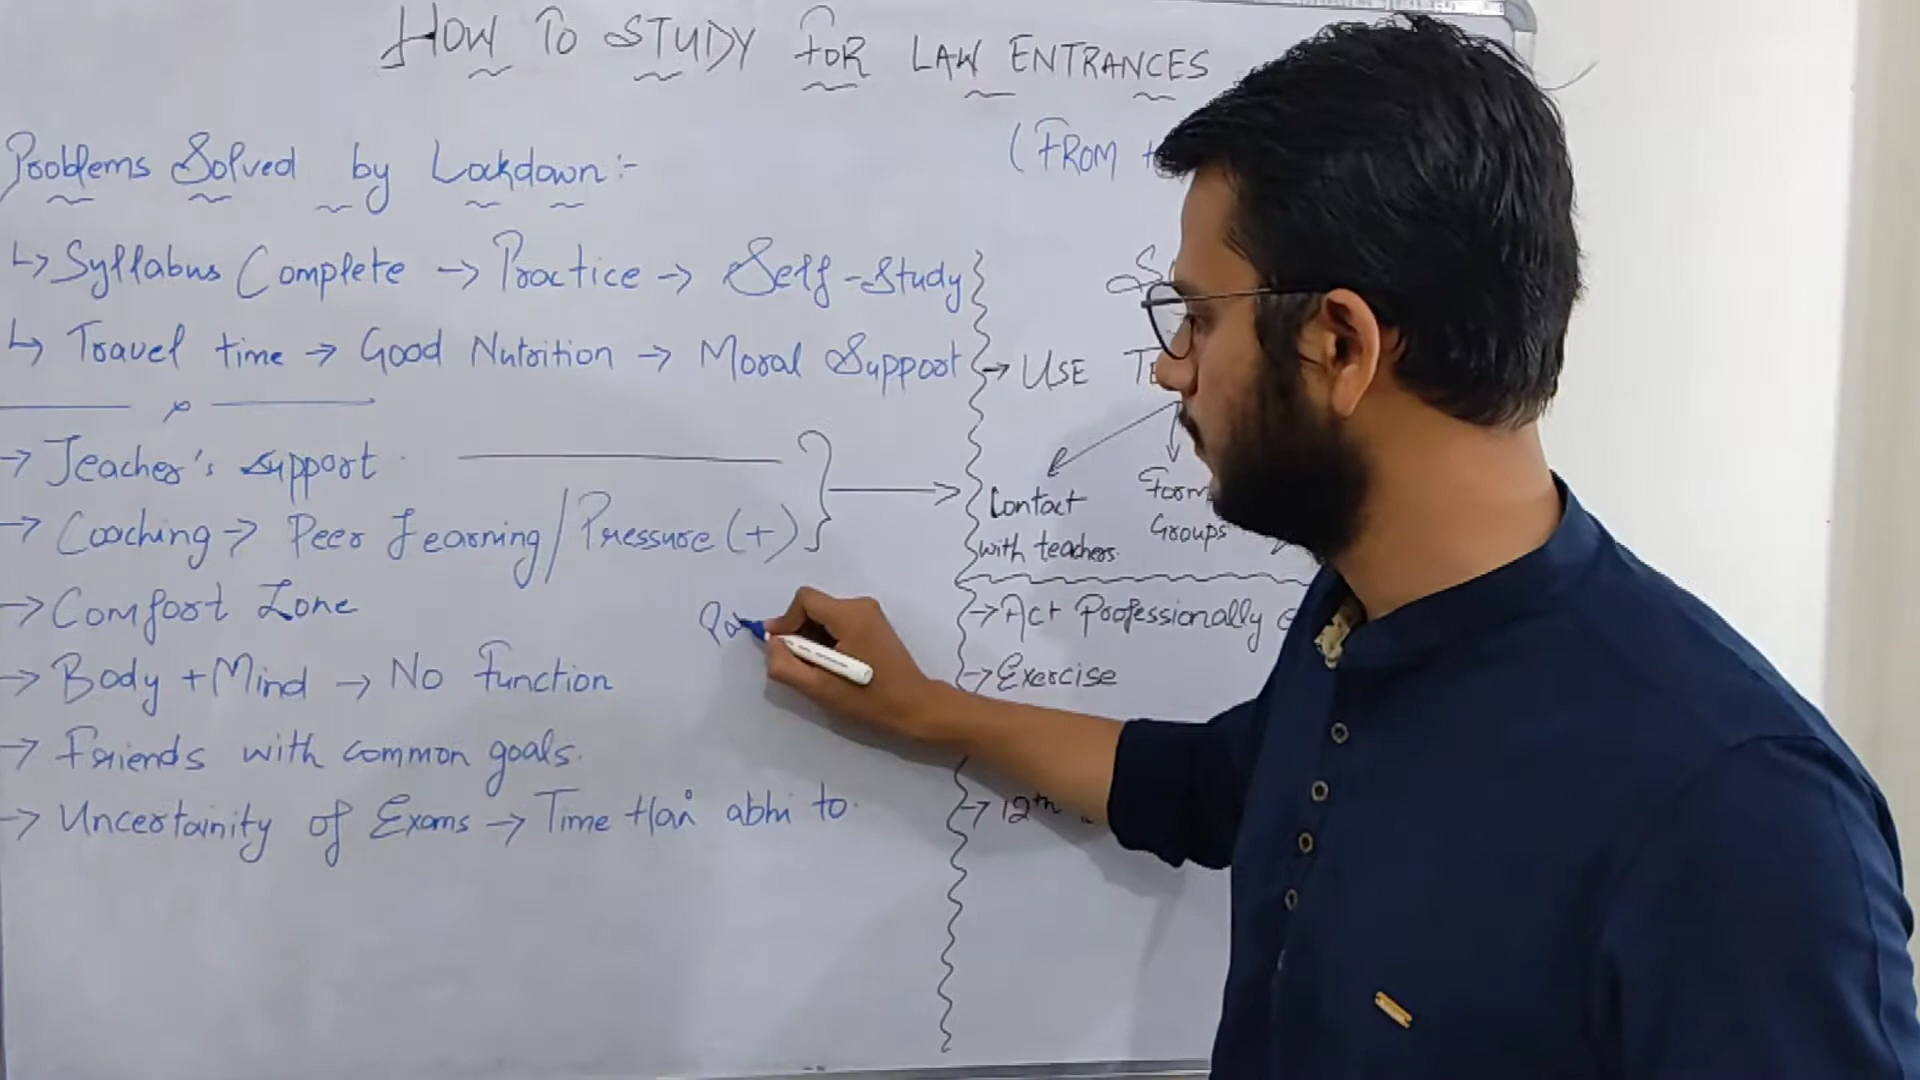 HOW TO STUDY FOR LAW ENTRANCES
(FROM
Problems Solved by Lockdown:-
↳ Syllabus Complete → Practice → Self-Study
↳ Travel time → Good Nutrition → Moral Support
→ Teacher's support
→ Coaching → Peer Learning/Pressure (+)
→ Comfort Zone
→ Body + Mind → No Function
→ Friends with common goals.
→ Uncertainity of Exams → Time Hai abhi to.
→ USE
Contact
with teachers.
Form
Groups
→ Act Professionally
→ Exercise
→ 12th